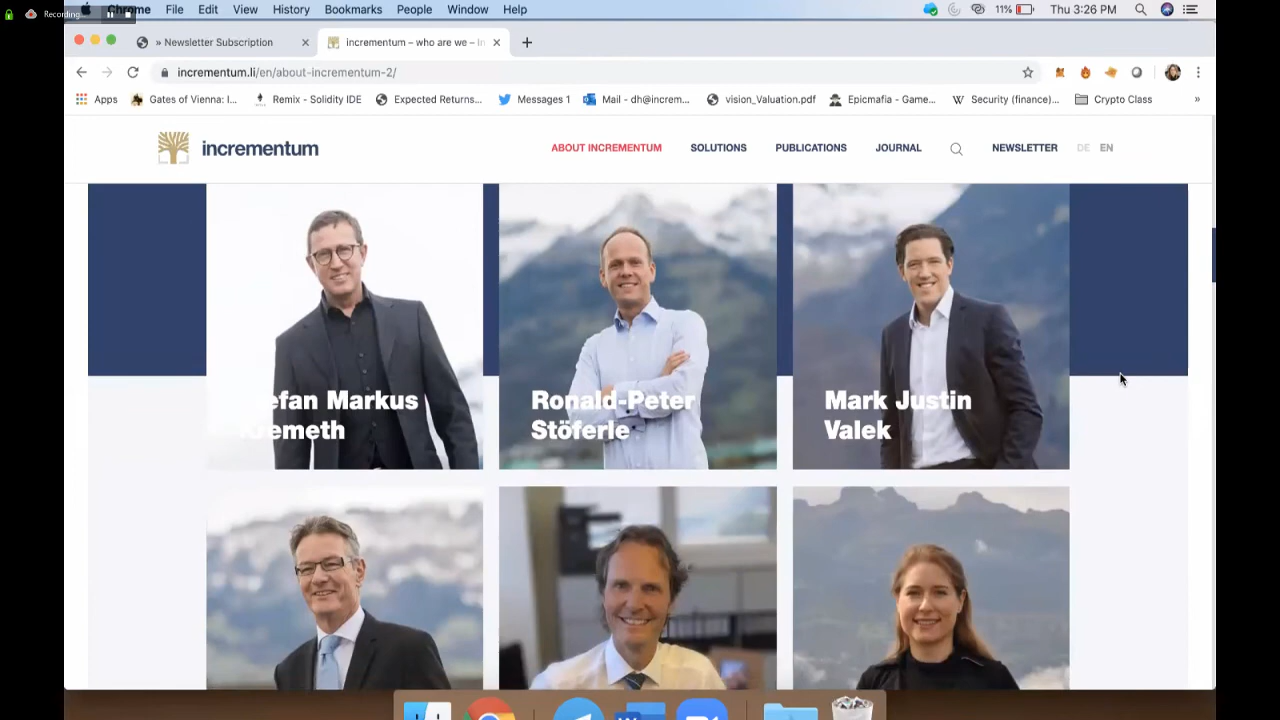 Recording...
Chrome File Edit View History Bookmarks People Window Help 11% Thu 3:26 PM
» Newsletter Subscription incrementum – who are we – In
incrementum.li/en/about-incrementum-2/
Apps Gates of Vienna: I... Remix - Solidity IDE Expected Returns... Messages 1 Mail - dh@increm... vision_Valuation.pdf Epicmafia - Game... Security (finance)... Crypto Class »
incrementum ABOUT INCREMENTUM SOLUTIONS PUBLICATIONS JOURNAL NEWSLETTER DE EN
efan Markus
Kremeth
Ronald-Peter
Stöferle
Mark Justin
Valek